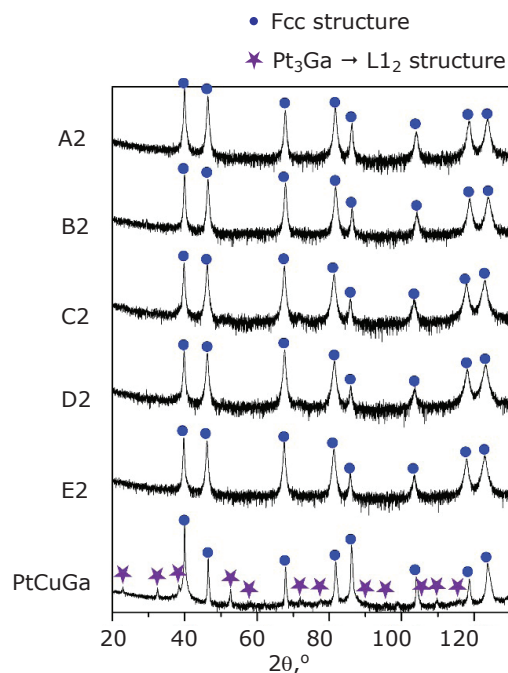 Fcc structure
Pt₃Ga → L1₂ structure
A2
B2
C2
D2
E2
PtCuGa
20 40 60 80 100 120
2θ,º